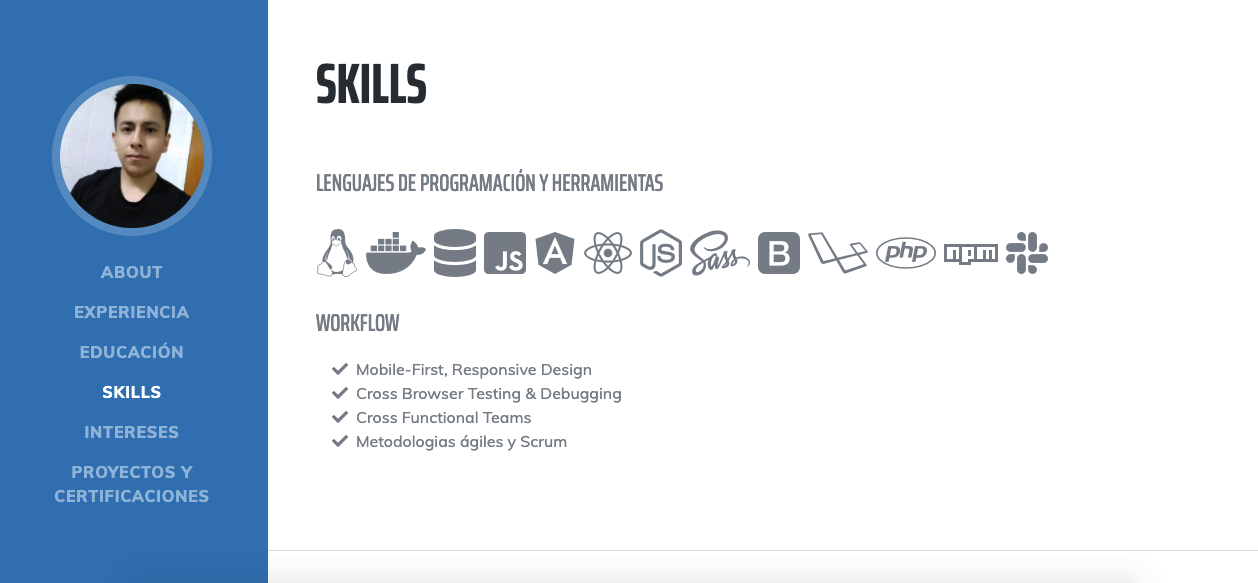 ABOUT
EXPERIENCIA
EDUCACIÓN
SKILLS
INTERESES
PROYECTOS Y
CERTIFICACIONES
SKILLS
LENGUAJES DE PROGRAMACIÓN Y HERRAMIENTAS
JS A JS Sass B php npm
WORKFLOW
Mobile-First, Responsive Design
Cross Browser Testing & Debugging
Cross Functional Teams
Metodologias ágiles y Scrum